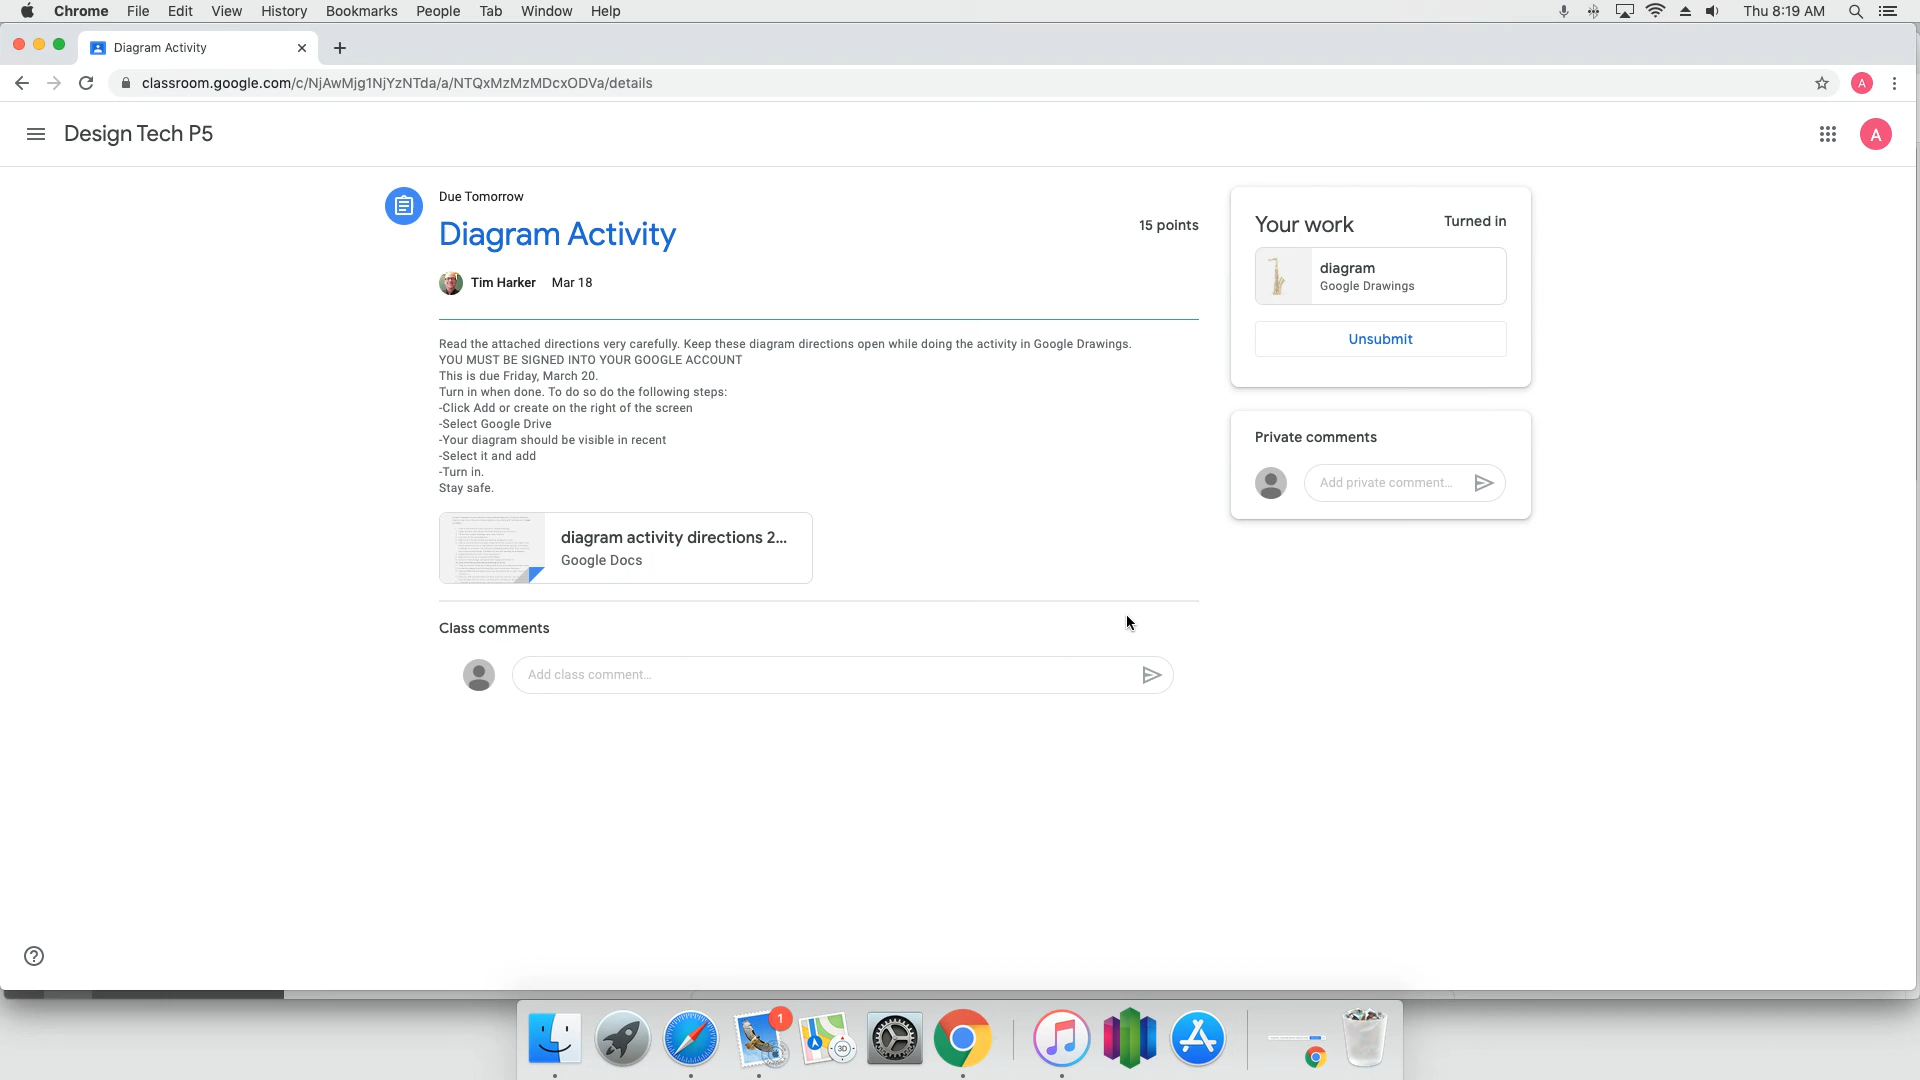 Chrome File Edit View History Bookmarks People Tab Window Help
Thu 8:19 AM
Diagram Activity
classroom.google.com/c/NjAwMjg1NjYzNTda/a/NTQxMzMzMDcxODVa/details
A
Design Tech P5
A
Due Tomorrow
Diagram Activity
15 points
Tim Harker Mar 18
Read the attached directions very carefully. Keep these diagram directions open while doing the activity in Google Drawings.
YOU MUST BE SIGNED INTO YOUR GOOGLE ACCOUNT
This is due Friday, March 20.
Turn in when done. To do so do the following steps:
-Click Add or create on the right of the screen
-Select Google Drive
-Your diagram should be visible in recent
-Select it and add
-Turn in.
Stay safe.
diagram activity directions 2...
Google Docs
Class comments
Add class comment...
Your work
Turned in
diagram
Google Drawings
Unsubmit
Private comments
Add private comment...
1
3D